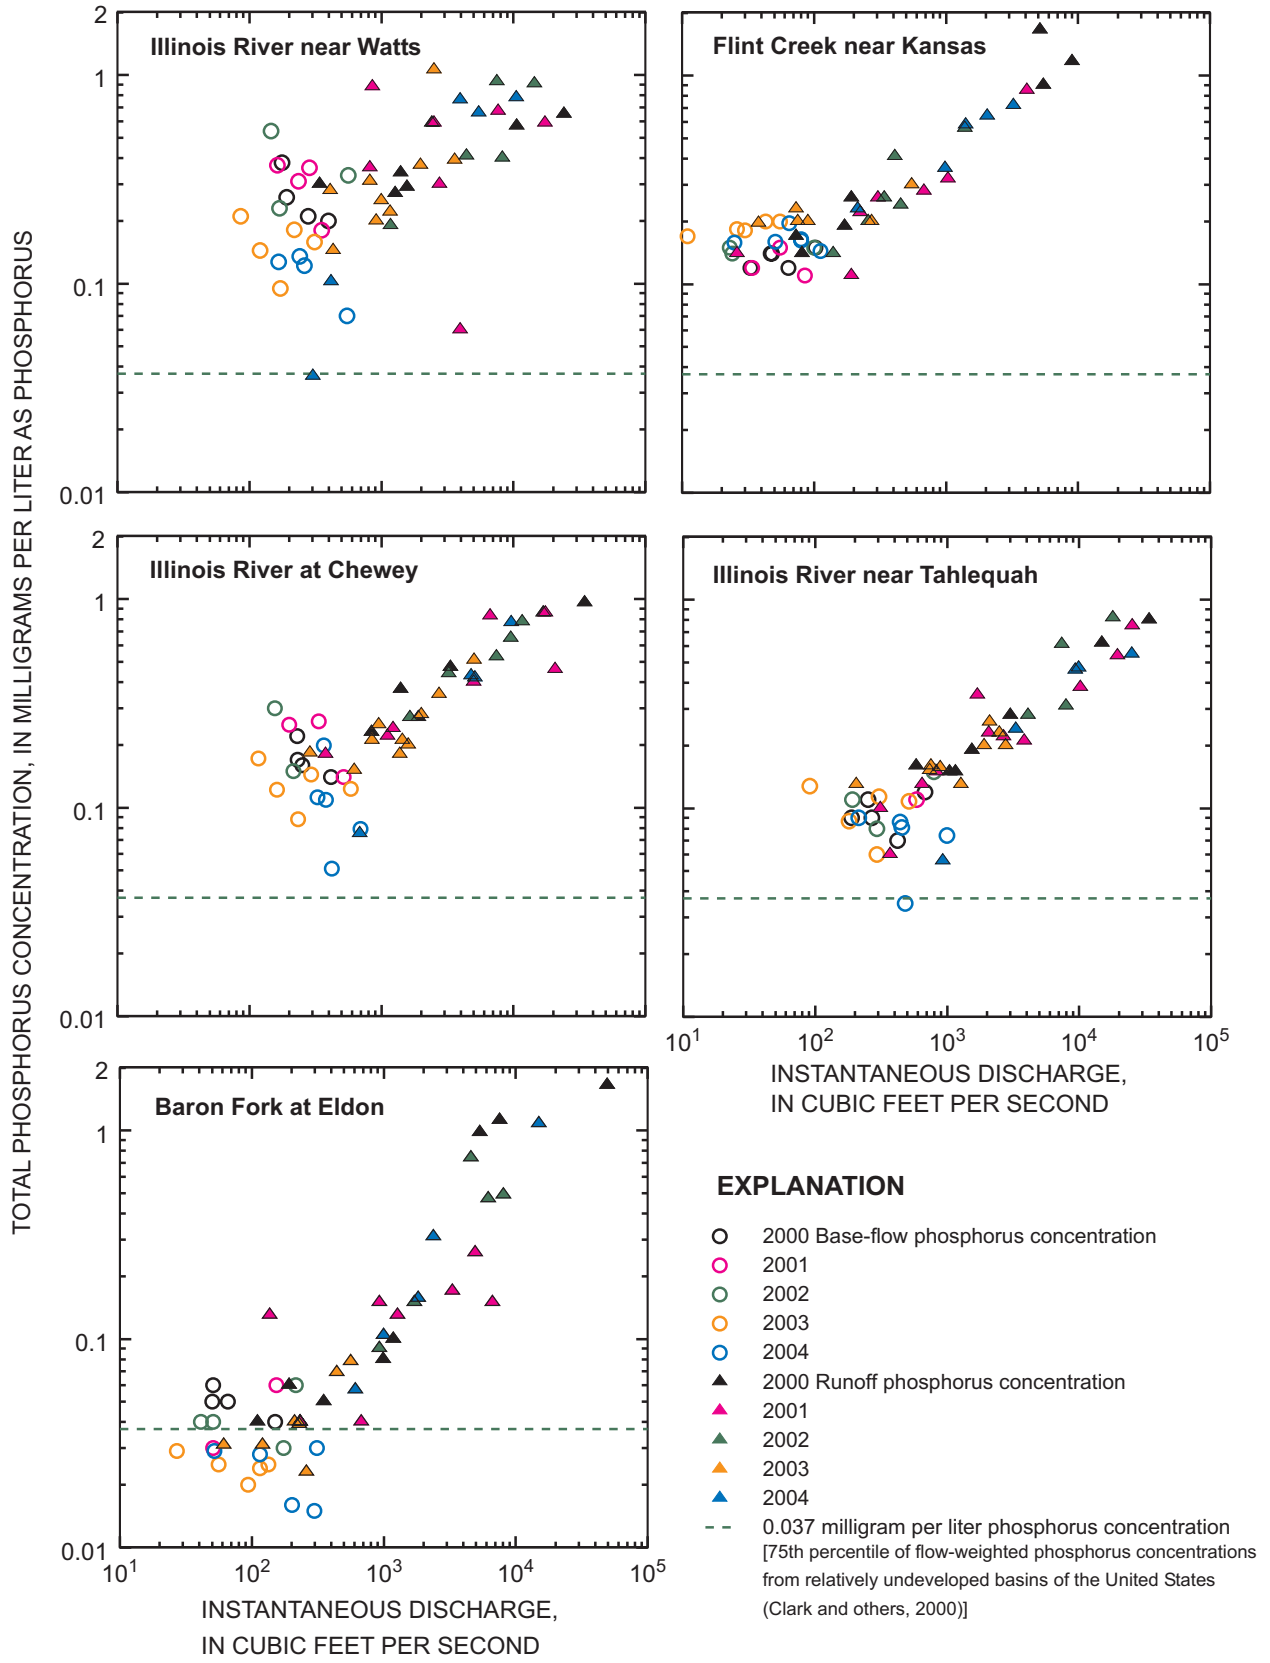 TOTAL PHOSPHORUS CONCENTRATION, IN MILLIGRAMS PER LITER AS PHOSPHORUS
2
1
0.1
0.01
Illinois River near Watts
Flint Creek near Kansas
2
1
0.1
0.01
Illinois River at Chewey
Illinois River near Tahlequah
10¹ 10² 10³ 10⁴ 10⁵
INSTANTANEOUS DISCHARGE,
IN CUBIC FEET PER SECOND
2
1
0.1
0.01
Baron Fork at Eldon
10¹ 10² 10³ 10⁴ 10⁵
INSTANTANEOUS DISCHARGE,
IN CUBIC FEET PER SECOND
EXPLANATION
2000 Base-flow phosphorus concentration
2001
2002
2003
2004
2000 Runoff phosphorus concentration
2001
2002
2003
2004
0.037 milligram per liter phosphorus concentration
[75th percentile of flow-weighted phosphorus concentrations
from relatively undeveloped basins of the United States
(Clark and others, 2000)]